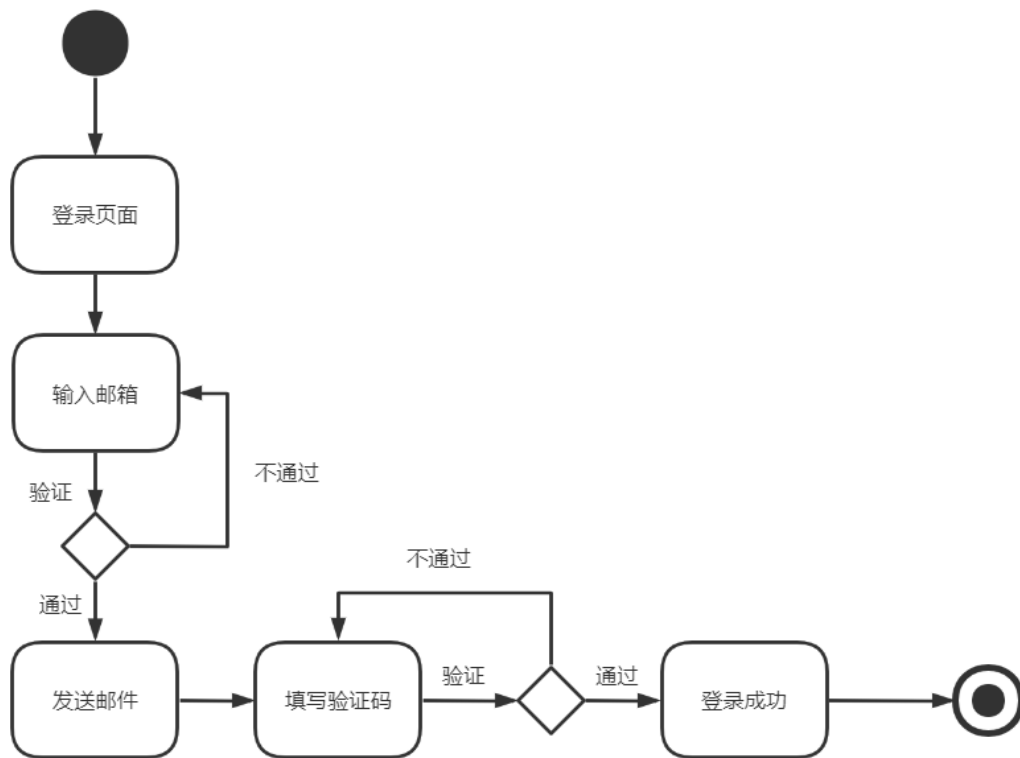 登录页面
输入邮箱
不通过
验证
不通过
通过
发送邮件
填写验证码
验证
通过
登录成功